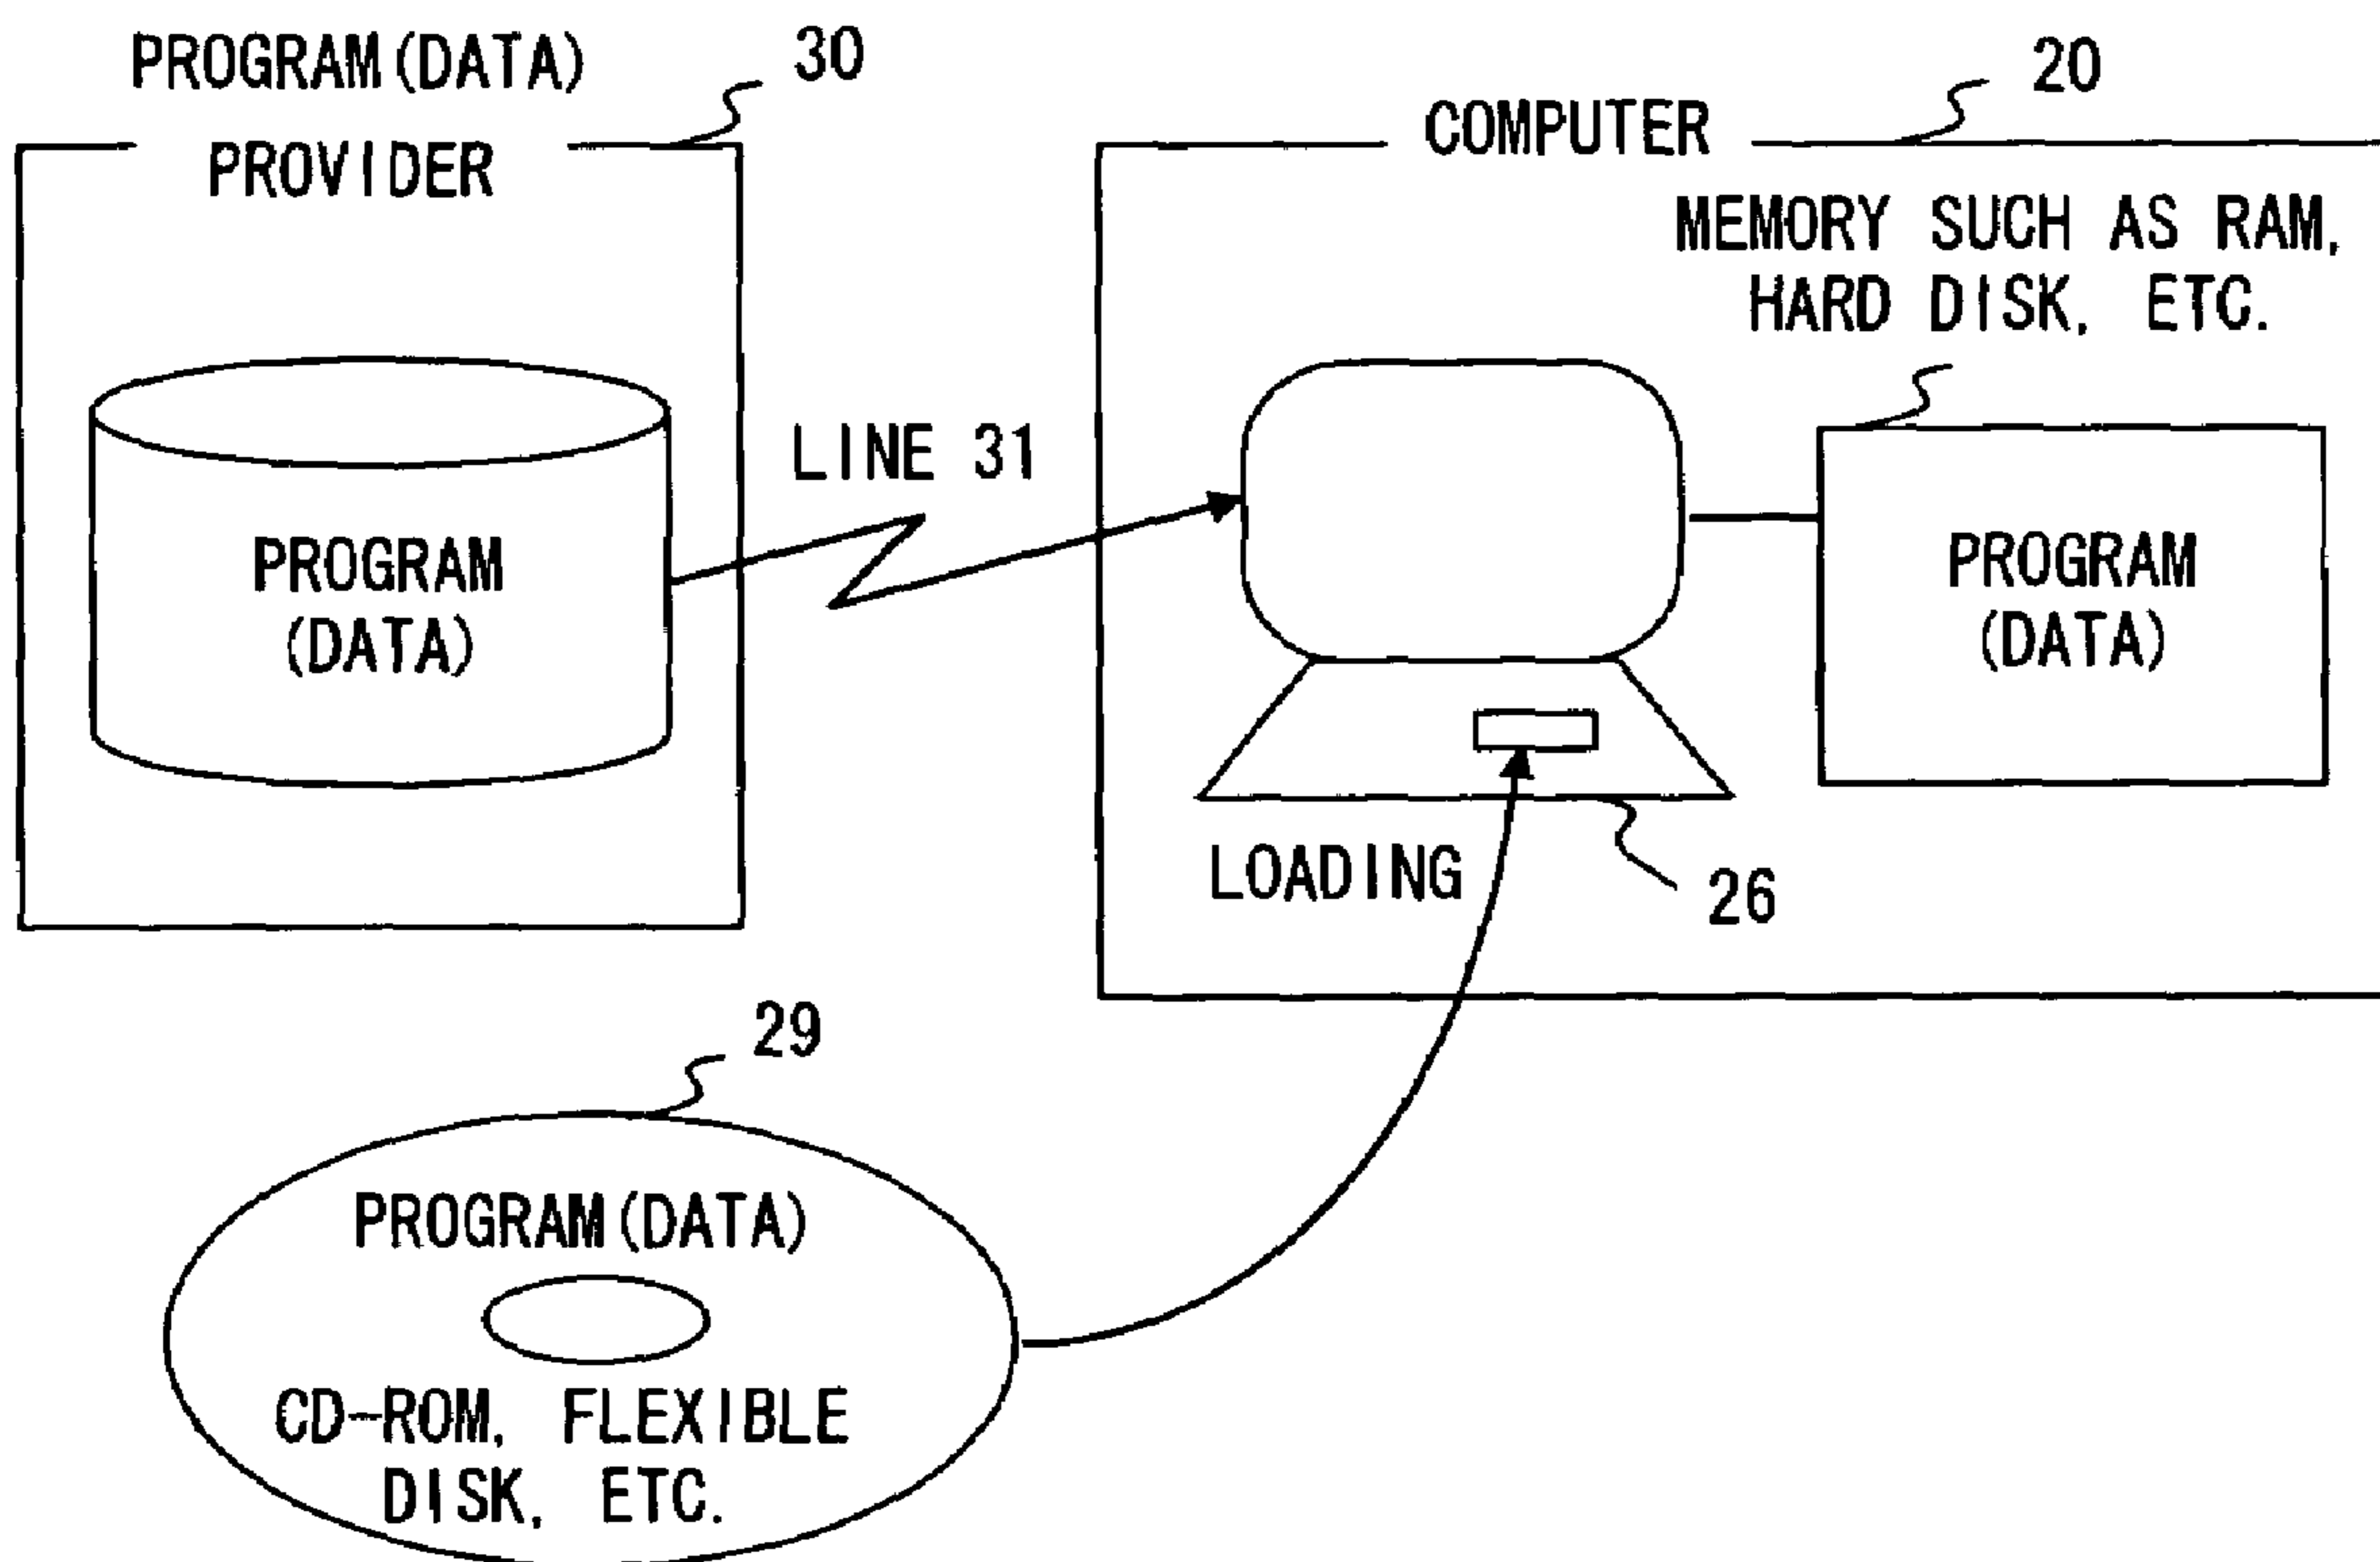 PROGRAM(DATA)
PROVIDER
30
PROGRAM
(DATA)
LINE 31
COMPUTER
20
MEMORY SUCH AS RAM,
HARD DISK, ETC.
PROGRAM
(DATA)
LOADING
26
29
PROGRAM(DATA)
CD-ROM, FLEXIBLE
DISK, ETC.